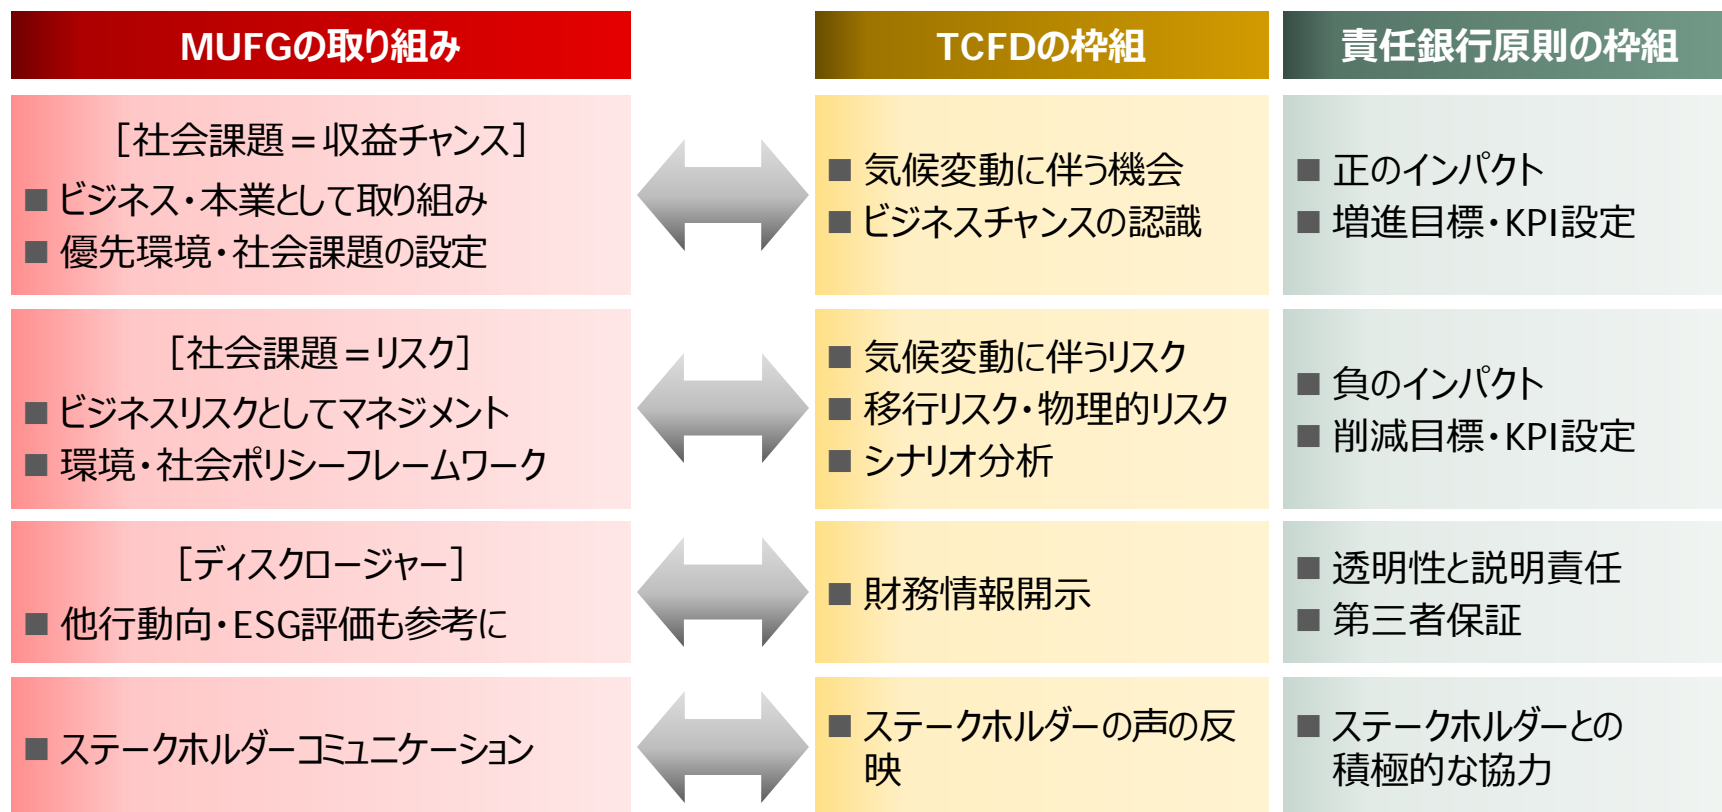 MUFGの取り組み
TCFDの枠組
責任銀行原則の枠組
［社会課題＝収益チャンス］
■ ビジネス・本業として取り組み
■ 優先環境・社会課題の設定
■ 気候変動に伴う機会
■ ビジネスチャンスの認識
■ 正のインパクト
■ 増進目標・KPI設定
［社会課題＝リスク］
■ ビジネスリスクとしてマネジメント
■ 環境・社会ポリシーフレームワーク
■ 気候変動に伴うリスク
■ 移行リスク・物理的リスク
■ シナリオ分析
■ 負のインパクト
■ 削減目標・KPI設定
［ディスクロージャー］
■ 他行動向・ESG評価も参考に
■ 財務情報開示
■ 透明性と説明責任
■ 第三者保証
■ ステークホルダーコミュニケーション
■ ステークホルダーの声の反
映
■ ステークホルダーとの
積極的な協力